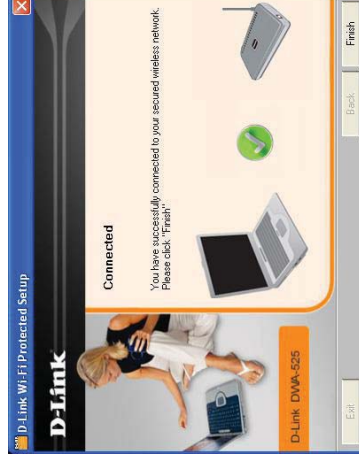 D-Link Wi-Fi Protected Setup
D-Link
Connected
You have successfully connected to your secured wireless network.
Please click "Finish"
D-Link DWA-525
Exit
Back
Finish